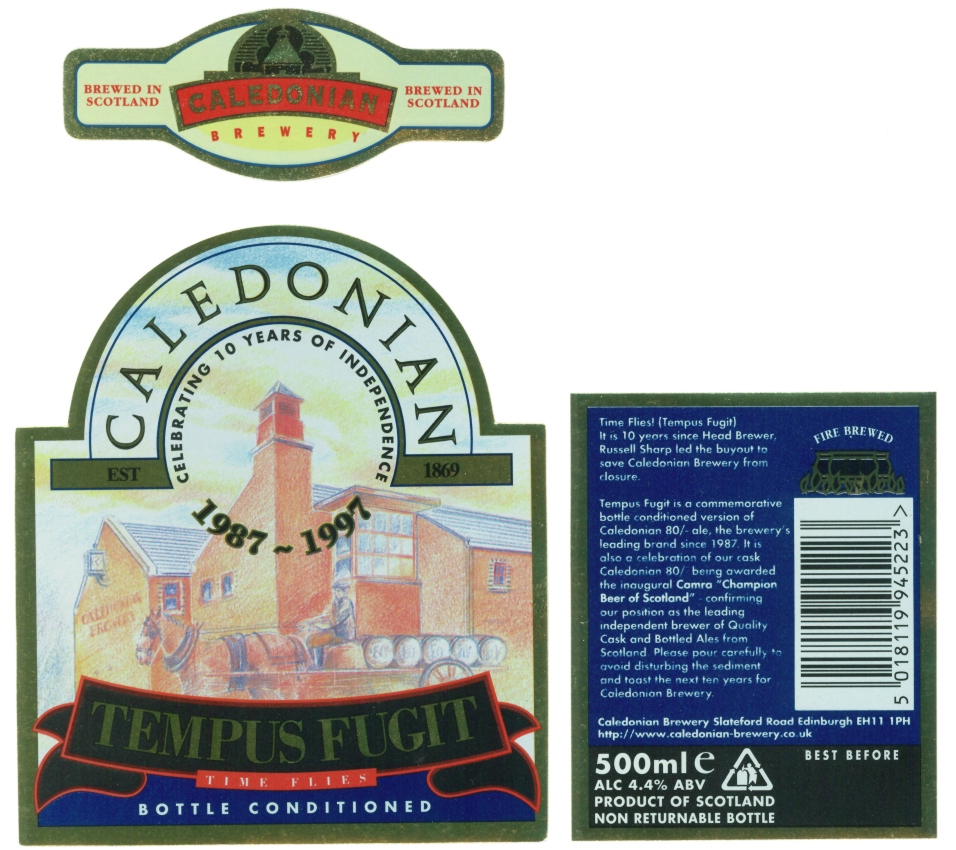 BREWED IN
SCOTLAND
CALEDONIAN
BREWERY
BREWED IN
SCOTLAND
CALEDONIAN
CELEBRATING 10 YEARS OF INDEPENDENCE
EST
1869
1987 ~ 1997
CALEDONIAN
BREWERY
TEMPUS FUGIT
TIME FLIES
BOTTLE CONDITIONED
Time Flies! (Tempus Fugit)
It is 10 years since Head Brewer,
Russell Sharp led the buyout to
save Caledonian Brewery from
closure.
Tempus Fugit is a commemorative
bottle conditioned version of
Caledonian 80/- ale, the brewery's
leading brand since 1987. It is
also a celebration of our cask
Caledonian 80/- being awarded
the inaugural Camra "Champion
Beer of Scotland" - confirming
our position as the leading
independent brewer of Quality
Cask and Bottled Ales from
Scotland. Please pour carefully to
avoid disturbing the sediment
and toast the next ten years for
Caledonian Brewery.
FIRE BREWED
5 018119 945223 >
Caledonian Brewery Slateford Road Edinburgh EH11 1PH
http://www.caledonian-brewery.co.uk
500ml e
ALC 4.4% ABV
PRODUCT OF SCOTLAND
NON RETURNABLE BOTTLE
BEST BEFORE